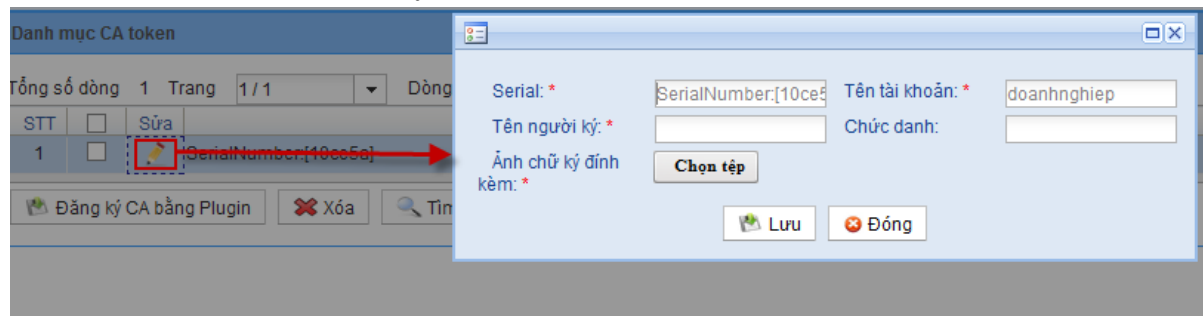 Danh mục CA token
Tổng số dòng 1 Trang 1 / 1 Dòng
STT Sửa
1 SerialNumber:[10ce5a]
Đăng ký CA bằng Plugin Xóa Tìm
Serial: * SerialNumber:[10ce5 Tên tài khoản: * doanhnghiep
Tên người ký: * Chức danh:
Ảnh chữ ký đính
kèm: * Chọn tệp
Lưu Đóng